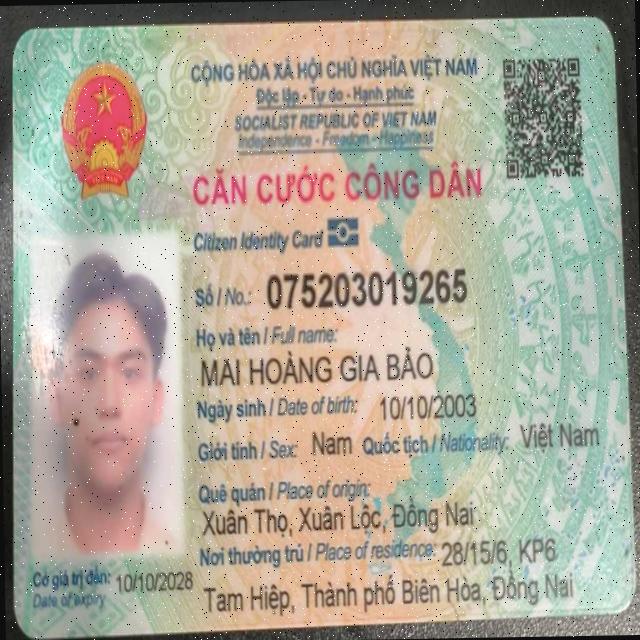 CỘNG HÒA XÃ HỘI CHỦ NGHĨA VIỆT NAM
Độc lập - Tự do - Hạnh phúc
SOCIALIST REPUBLIC OF VIET NAM
Independence - Freedom - Happiness
CĂN CƯỚC CÔNG DÂN
Citizen Identity Card
Số / No.: 075203019265
Họ và tên / Full name:
MAI HOÀNG GIA BẢO
Ngày sinh / Date of birth: 10/10/2003
Giới tính / Sex: Nam Quốc tịch / Nationality: Việt Nam
Quê quán / Place of origin:
Xuân Thọ, Xuân Lộc, Đồng Nai
Nơi thường trú / Place of residence: 28/15/6, KP6
Tam Hiệp, Thành phố Biên Hòa, Đồng Nai
Có giá trị đến: 10/10/2028
Date of expiry